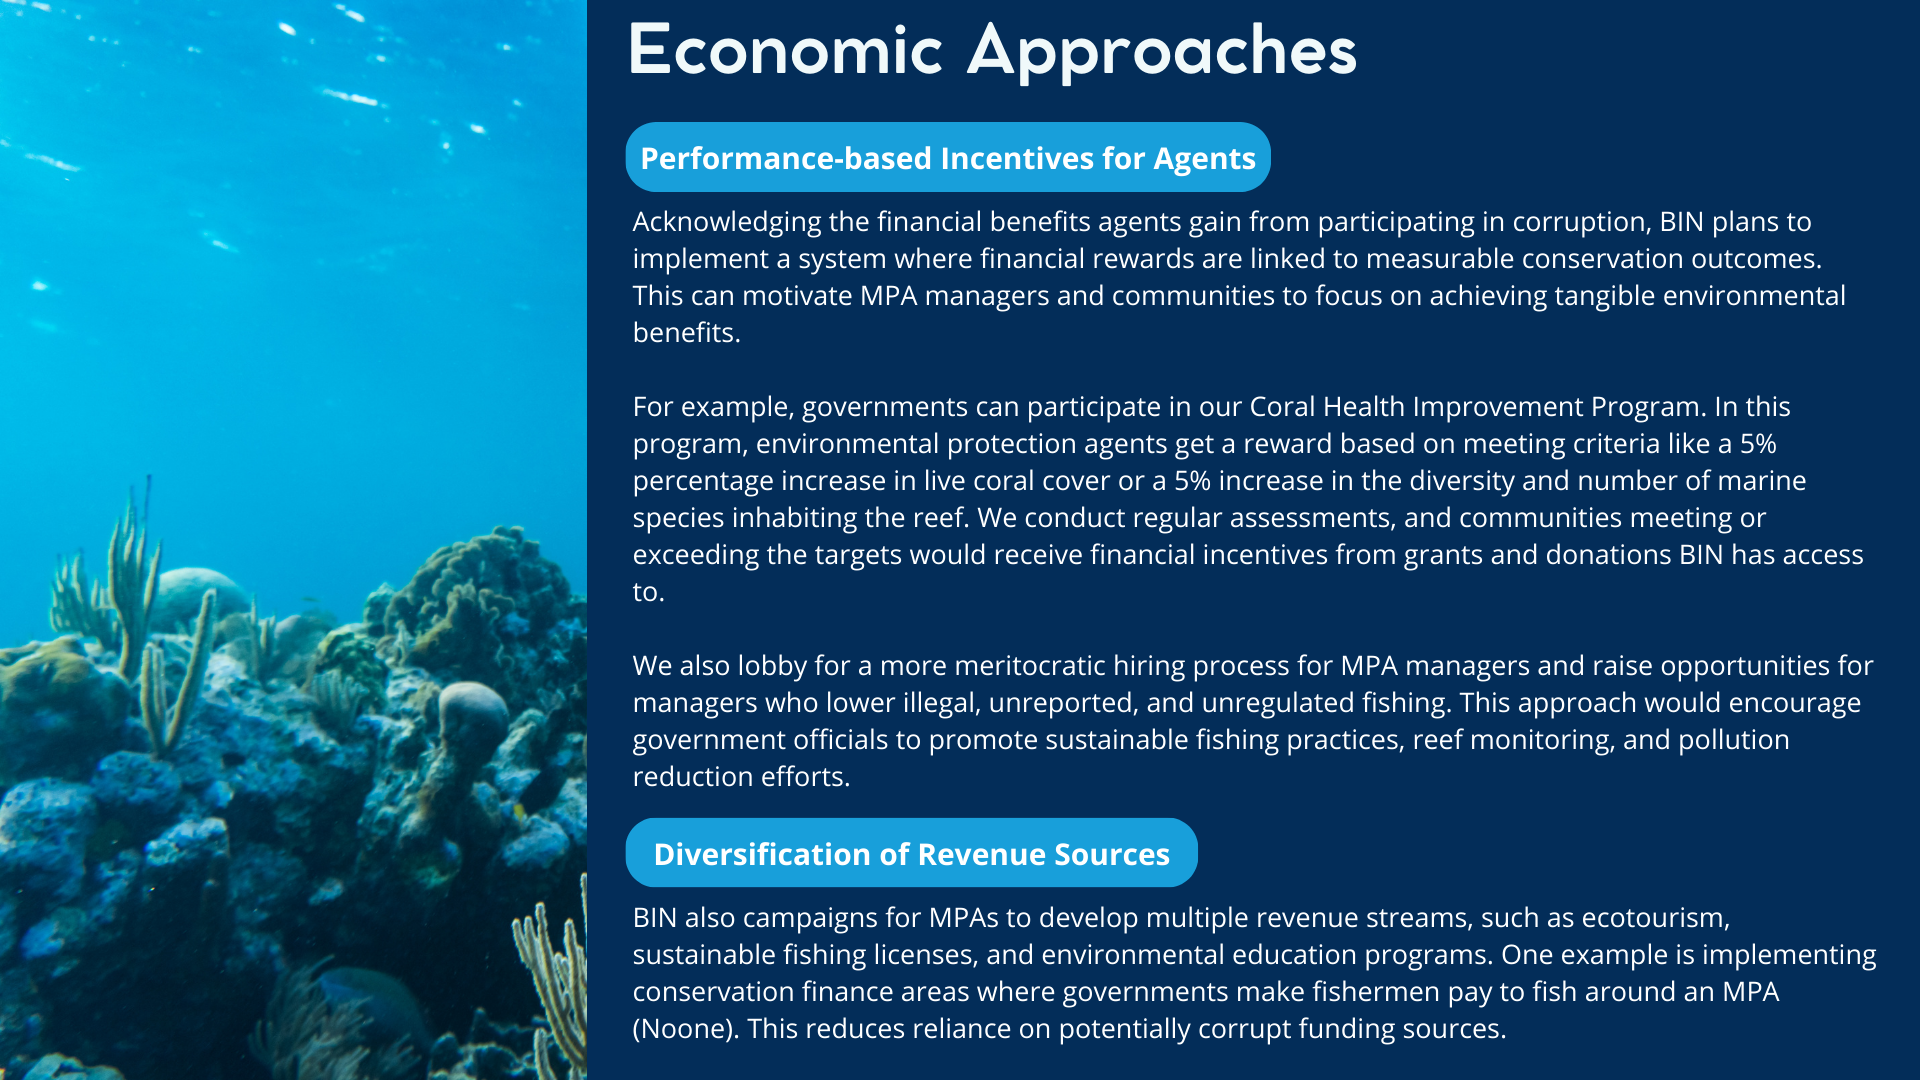 Economic Approaches
Performance-based Incentives for Agents
Acknowledging the financial benefits agents gain from participating in corruption, BIN plans to
implement a system where financial rewards are linked to measurable conservation outcomes.
This can motivate MPA managers and communities to focus on achieving tangible environmental
benefits.
For example, governments can participate in our Coral Health Improvement Program. In this
program, environmental protection agents get a reward based on meeting criteria like a 5%
percentage increase in live coral cover or a 5% increase in the diversity and number of marine
species inhabiting the reef. We conduct regular assessments, and communities meeting or
exceeding the targets would receive financial incentives from grants and donations BIN has access
to.
We also lobby for a more meritocratic hiring process for MPA managers and raise opportunities for
managers who lower illegal, unreported, and unregulated fishing. This approach would encourage
government officials to promote sustainable fishing practices, reef monitoring, and pollution
reduction efforts.
Diversification of Revenue Sources
BIN also campaigns for MPAs to develop multiple revenue streams, such as ecotourism,
sustainable fishing licenses, and environmental education programs. One example is implementing
conservation finance areas where governments make fishermen pay to fish around an MPA
(Noone). This reduces reliance on potentially corrupt funding sources.